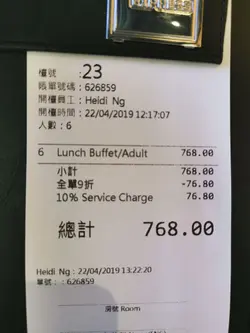 檯號 :23
賬單號碼 : 626859
開檯員工 : Heidi Ng
開檯時間 : 22/04/2019 12:17:07
人數 : 6
6 Lunch Buffet/Adult 768.00
小計 768.00
全單9折 -76.80
10% Service Charge 76.80
總計 768.00
Heidi Ng : 22/04/2019 13:22:20
單號 : : 626859
房號 Room